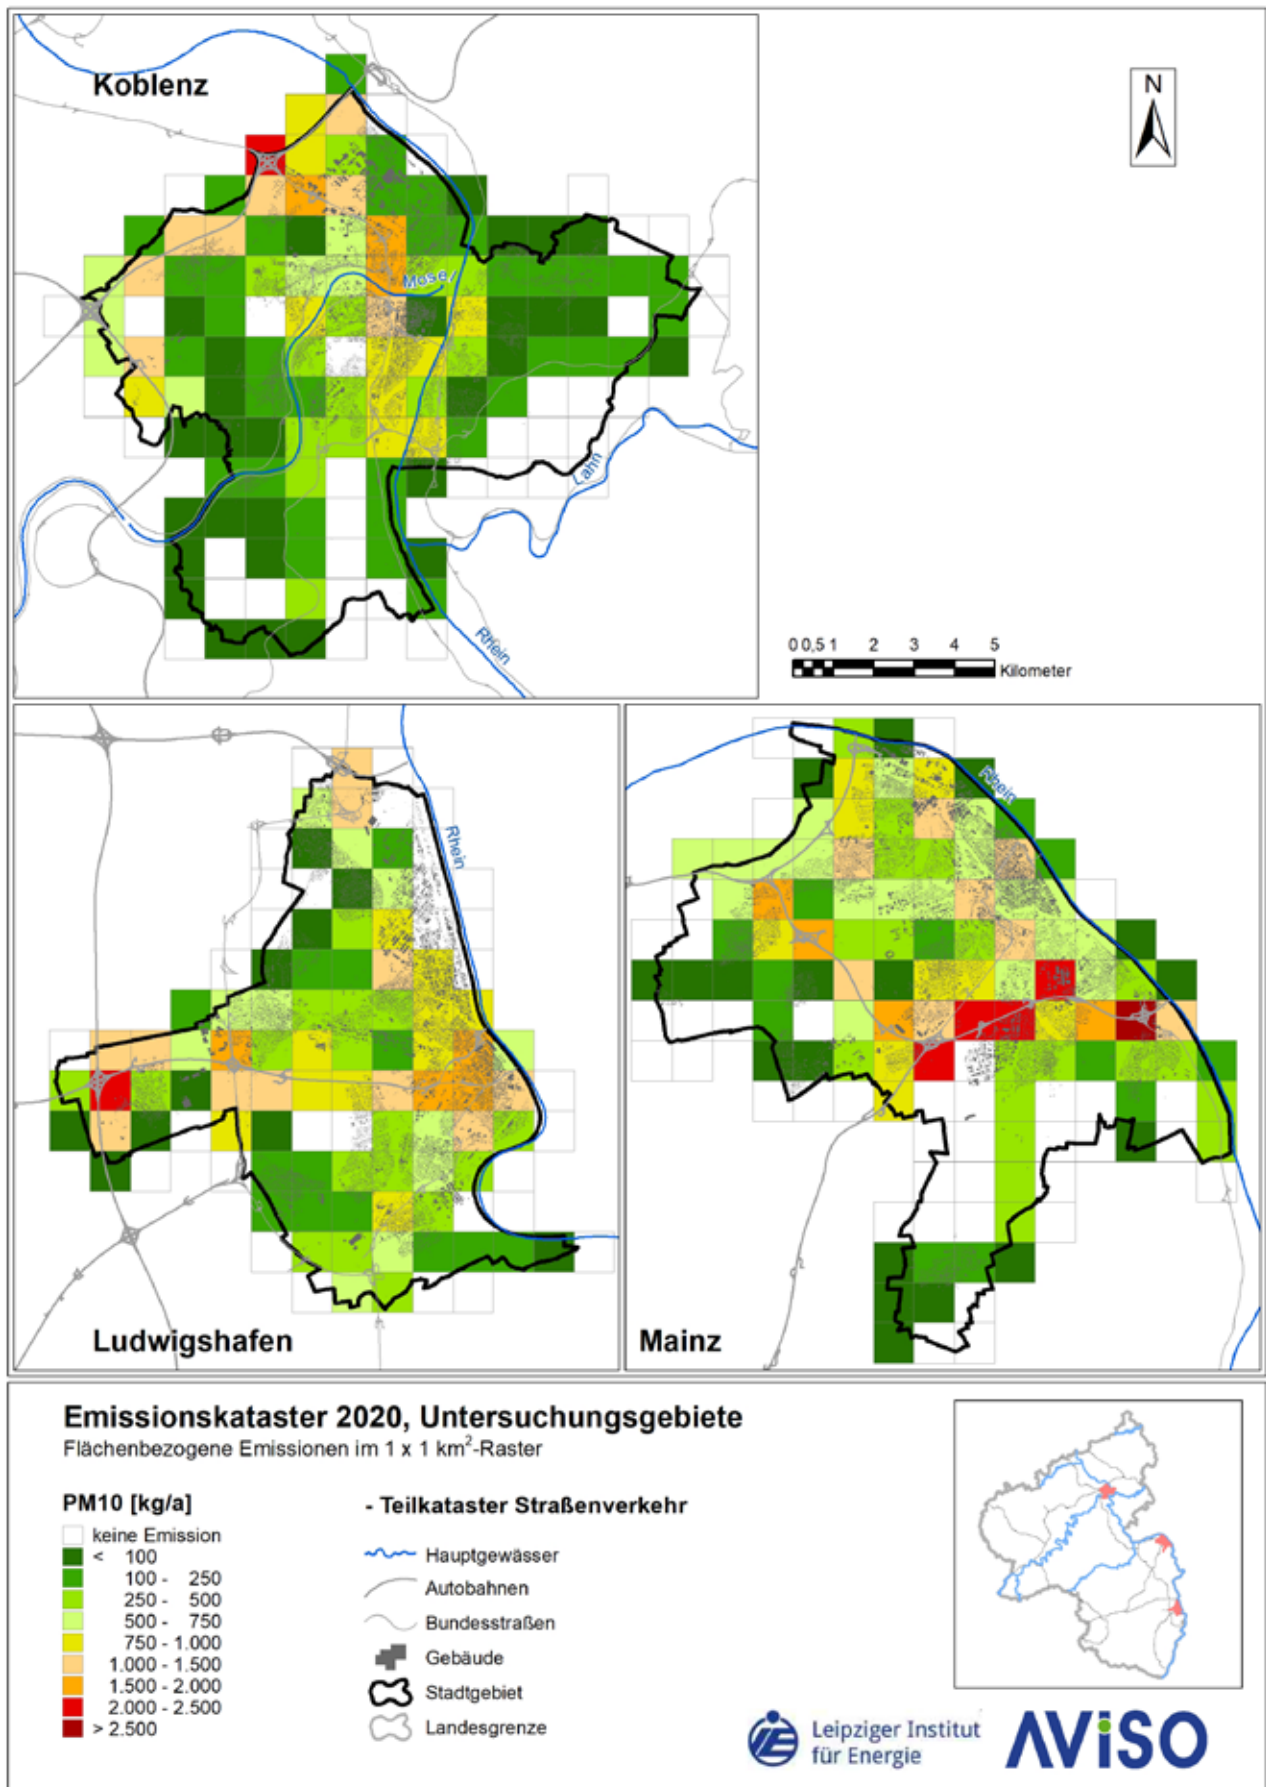 Koblenz
N
Mosel
Lahn
Rhein
0 0,5 1 2 3 4 5
Kilometer
Rhein
Ludwigshafen
Rhein
Mainz
Emissionskataster 2020, Untersuchungsgebiete
Flächenbezogene Emissionen im 1 x 1 km²-Raster
PM10 [kg/a]
keine Emission
< 100
100 - 250
250 - 500
500 - 750
750 - 1.000
1.000 - 1.500
1.500 - 2.000
2.000 - 2.500
> 2.500
- Teilkataster Straßenverkehr
Hauptgewässer
Autobahnen
Bundesstraßen
Gebäude
Stadtgebiet
Landesgrenze
Leipziger Institut
für Energie
AViSO